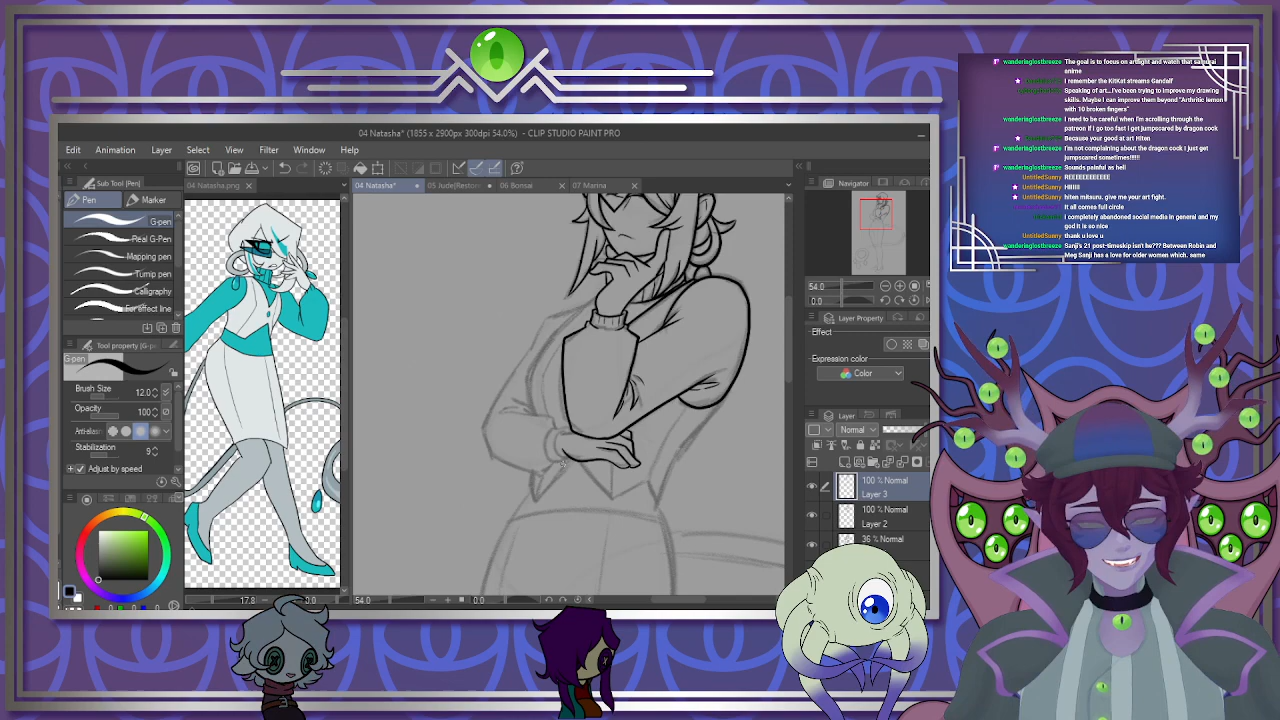 wanderinglostbreeze The goal is to focus on artfight and watch that samurai
anime
I remember the KitKat streams Gandalf
Speaking of art...I've been trying to improve my drawing
skills. Maybe I can improve them beyond "Arthritic lemon
with 10 broken fingers"
wanderinglostbreeze I need to be careful when I'm scrolling through the
patreon if I go too fast I get jumpscared by dragon cock
Because your good at art Hiten
wanderinglostbreeze I'm not complaining about the dragon cock I just get
jumpscared sometimes!!!!!!
wanderinglostbreeze Sounds painful as hell
UntitledSunny
UntitledSunny
UntitledSunny hiten mitsuru. give me your art fight.
It all comes full circle
I completely abandoned social media in general and my
god it is so nice
UntitledSunny thank u love u
wanderinglostbreeze Sanji's 21 post-timeskip isn't he??? Between Robin and
Meg Sanji has a love for older women which. same
04 Natasha* (1855 x 2900px 300dpi 54.0%) - CLIP STUDIO PAINT PRO
Edit Animation Layer Select View Filter Window Help
Sub Tool [Pen]
04 Natasha.png
04 Natasha*
05 Jude(Restor
06 Bonsai
07 Marina
Navigator
Pen
Marker
G-pen
Real G-Pen
Mapping pen
Turnip pen
Calligraphy
For effect line
54.0
0.0
Layer Property
Effect
Expression color
Color
Tool property [G-pe
G-pen
Brush Size 12.0
Opacity 100
Anti-alias
Stabilization 9
Adjust by speed
Layer
Normal
100 % Normal
Layer 3
100 % Normal
Layer 2
36 % Normal
17.8
0.0
54.0
0.0